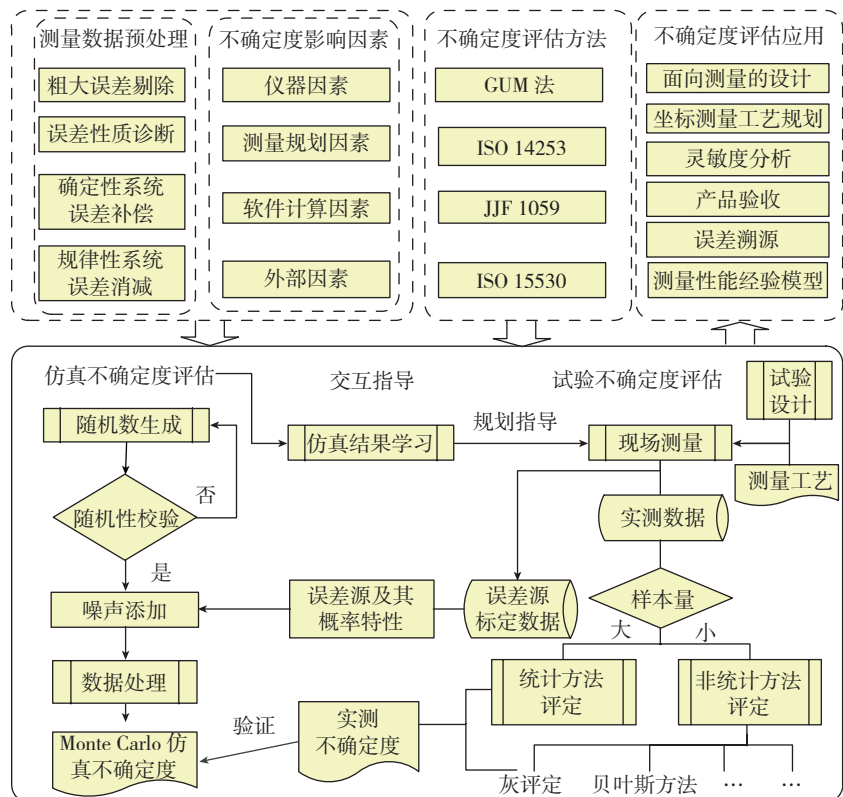 测量数据预处理
粗大误差剔除
误差性质诊断
确定性系统
误差补偿
规律性系统
误差消减
不确定度影响因素
仪器因素
测量规划因素
软件计算因素
外部因素
不确定度评估方法
GUM 法
ISO 14253
JJF 1059
ISO 15530
不确定度评估应用
面向测量的设计
坐标测量工艺规划
灵敏度分析
产品验收
误差溯源
测量性能经验模型
仿真不确定度评估
交互指导
试验不确定度评估
试验
设计
随机数生成
仿真结果学习
规划指导
现场测量
测量工艺
否
随机性校验
实测数据
是
噪声添加
误差源及其
概率特性
误差源
标定数据
样本量
大
小
数据处理
统计方法
评定
非统计方法
评定
验证
实测
不确定度
Monte Carlo 仿
真不确定度
灰评定
贝叶斯方法
…
…